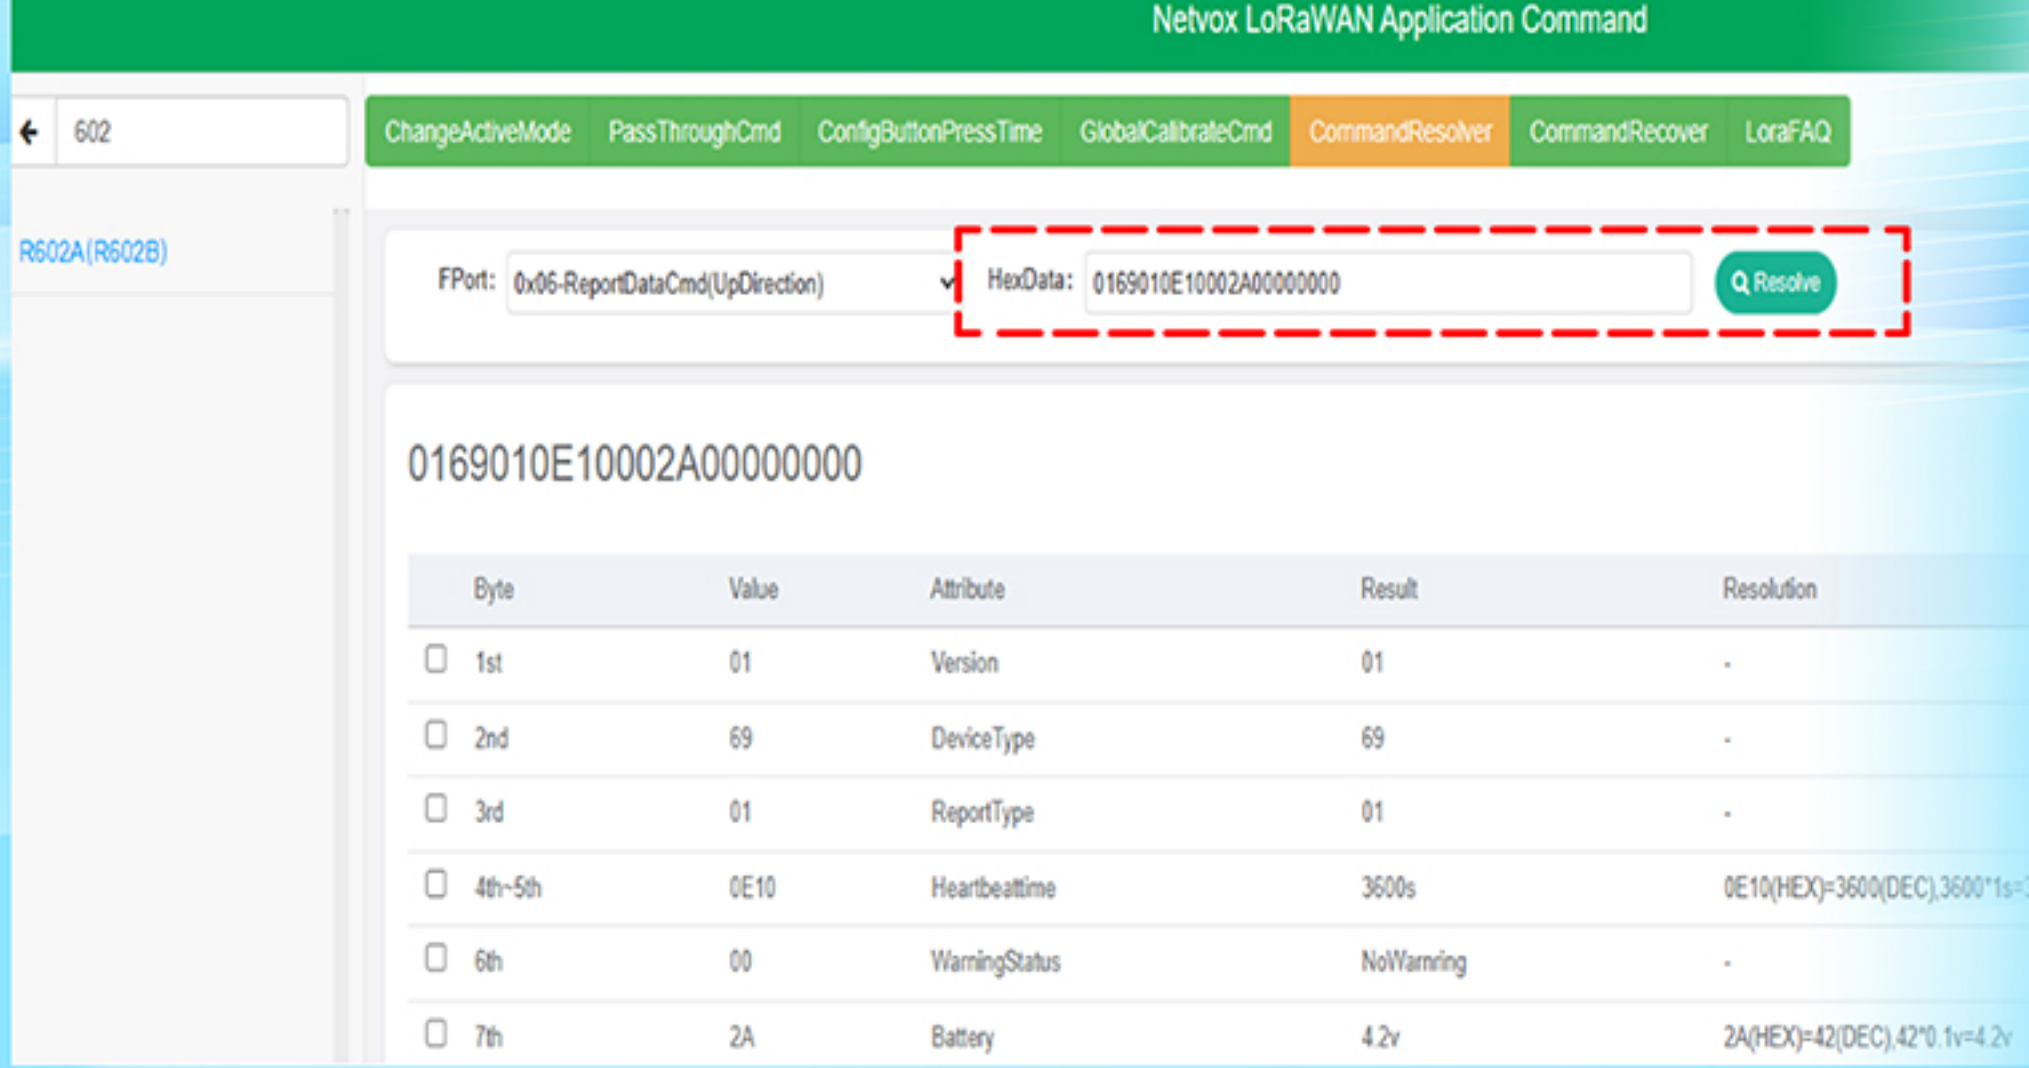 Netvox LoRaWAN Application Command
602
ChangeActiveMode PassThroughCmd ConfigButtonPressTime GlobalCalibrateCmd CommandResolver CommandRecover LoraFAQ
R602A(R602B)
FPort: 0x06-ReportDataCmd(UpDirection) HexData: 0169010E10002A00000000 Resolve
0169010E10002A00000000
Byte Value Attribute Result Resolution
1st 01 Version 01 -
2nd 69 DeviceType 69 -
3rd 01 ReportType 01 -
4th~5th 0E10 Heartbeattime 3600s 0E10(HEX)=3600(DEC),3600*1s=
6th 00 WarningStatus NoWarnring -
7th 2A Battery 4.2v 2A(HEX)=42(DEC),42*0.1v=4.2v